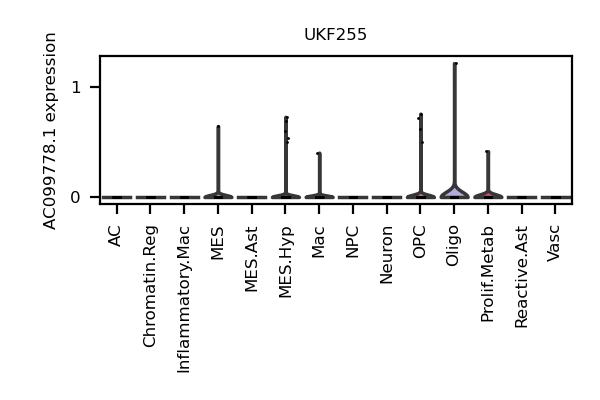 UKF255
AC099778.1 expression
1
0
AC
Chromatin.Reg
Inflammatory.Mac
MES
MES.Ast
MES.Hyp
Mac
NPC
Neuron
OPC
Oligo
Prolif.Metab
Reactive.Ast
Vasc